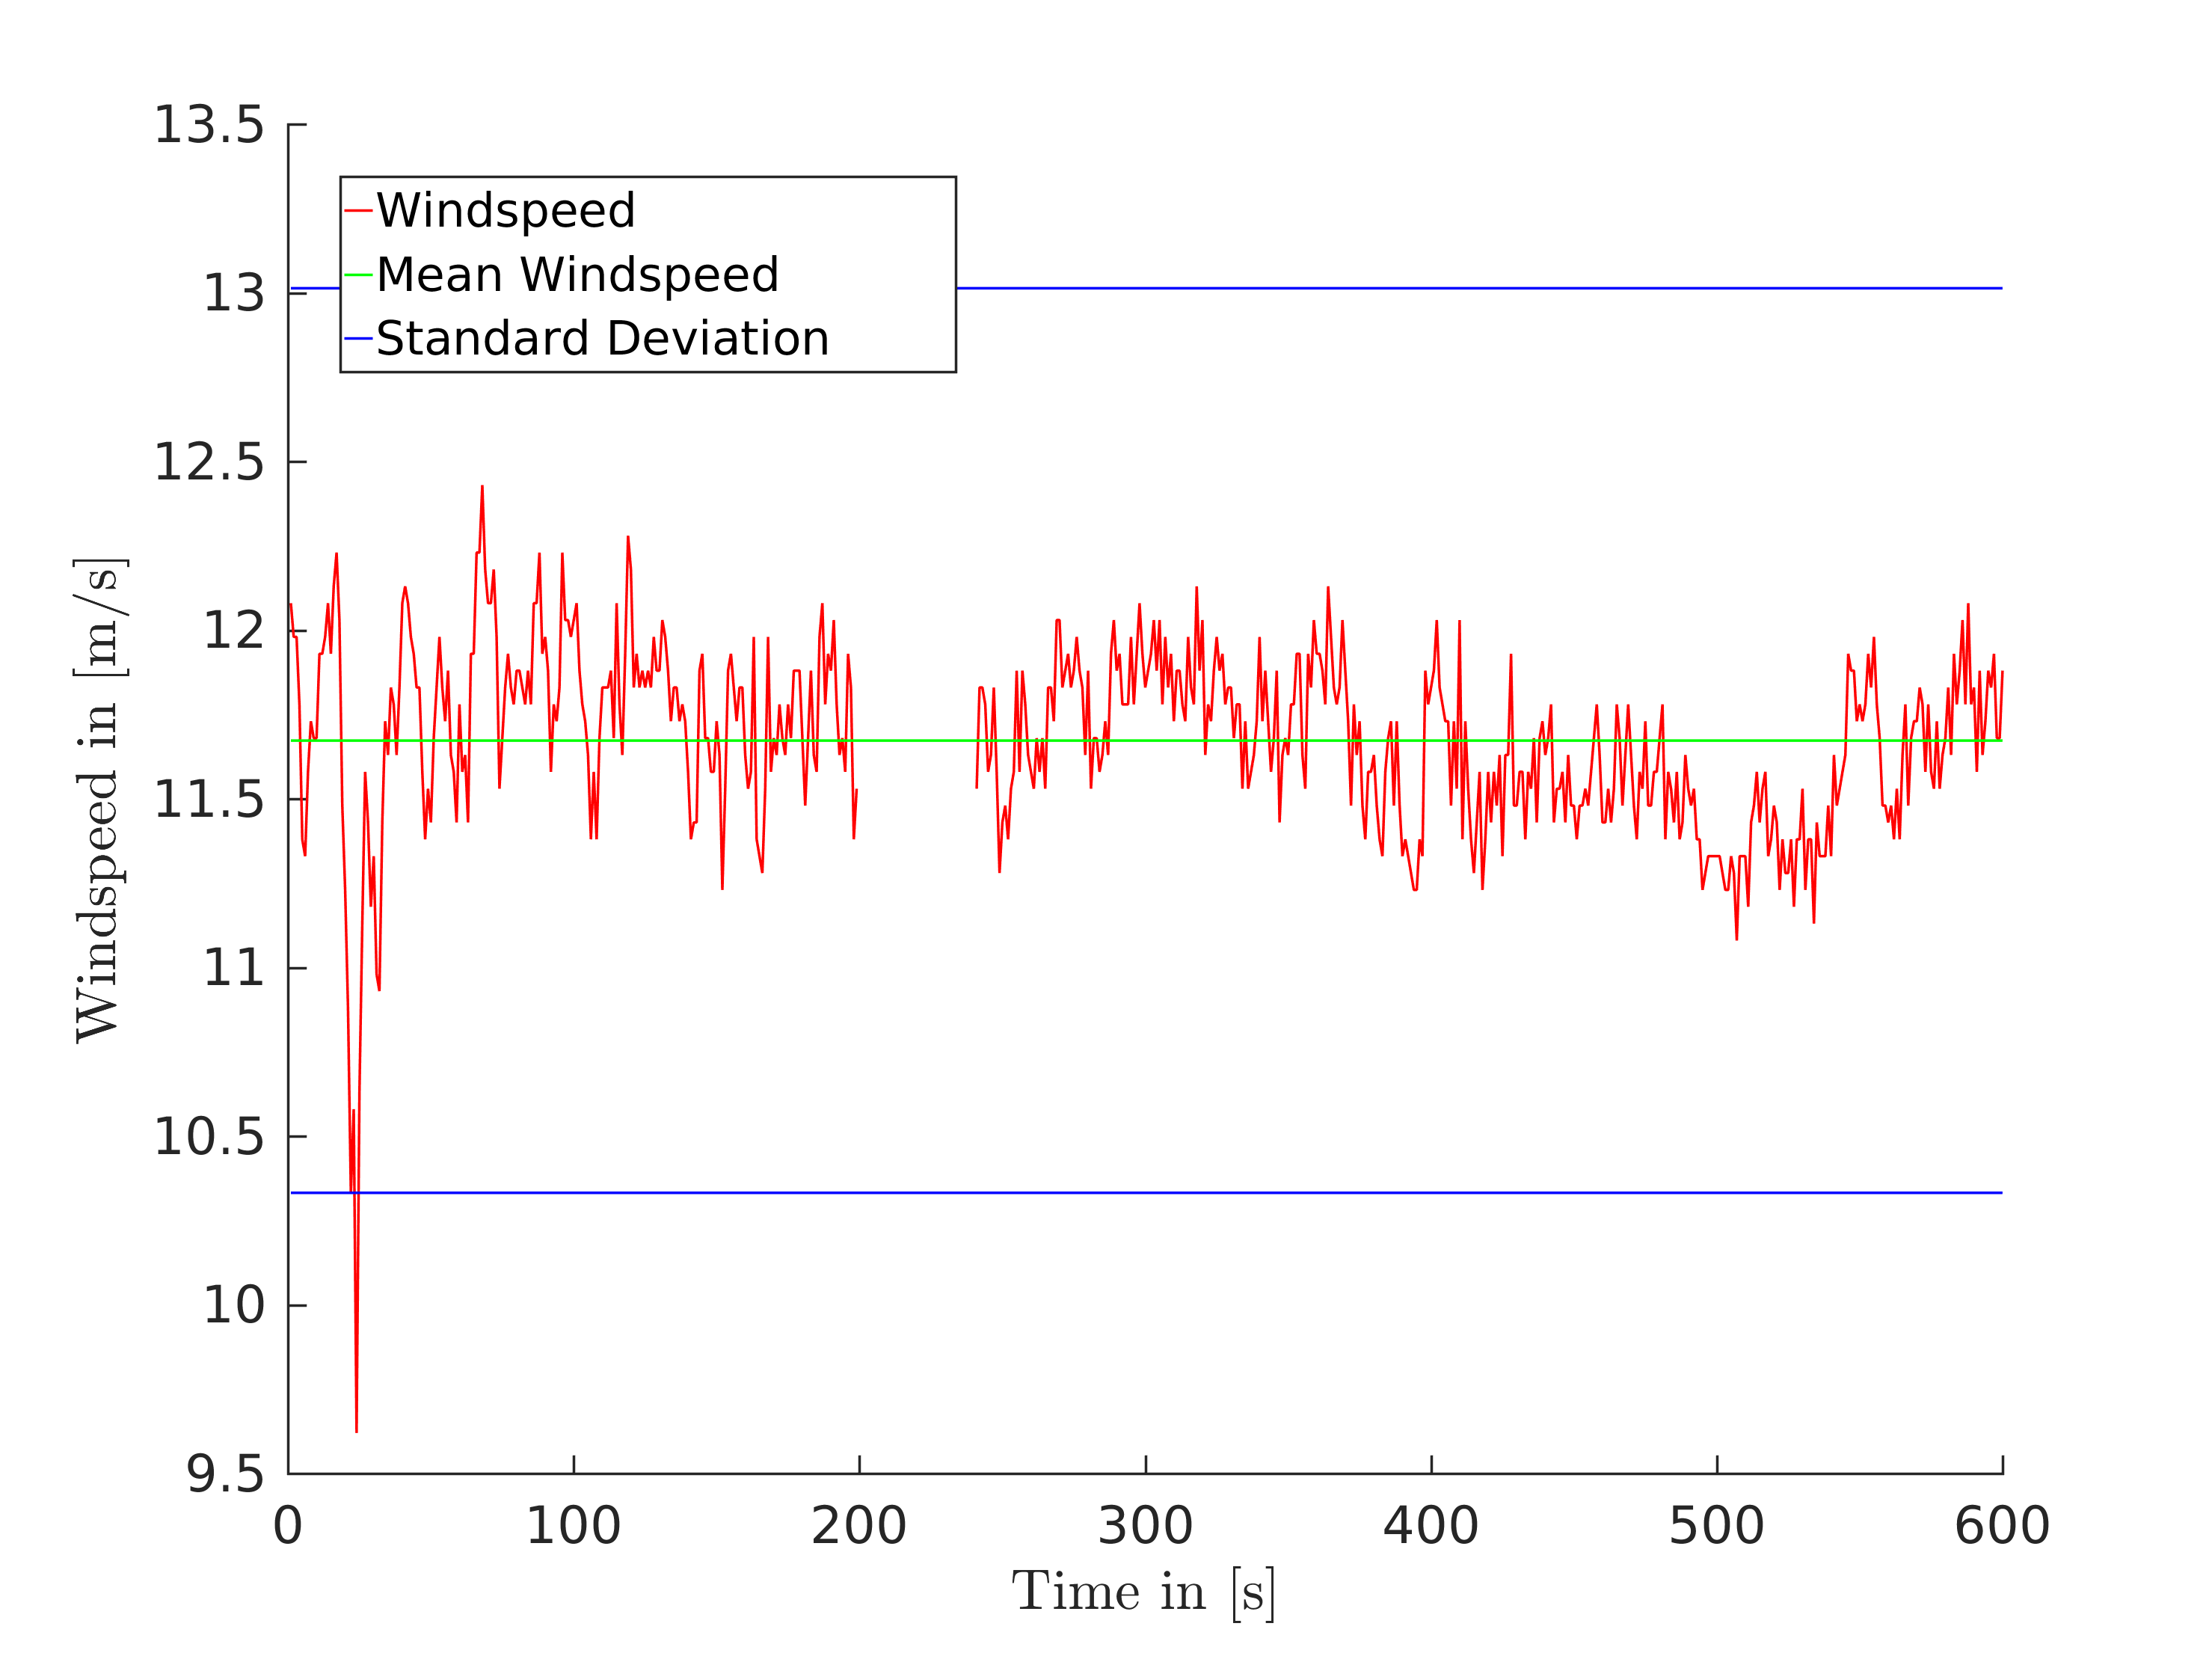 13.5
13
12.5
12
11.5
11
10.5
10
9.5
Windspeed in [m/s]
Windspeed
Mean Windspeed
Standard Deviation
0 100 200 300 400 500 600
Time in [s]